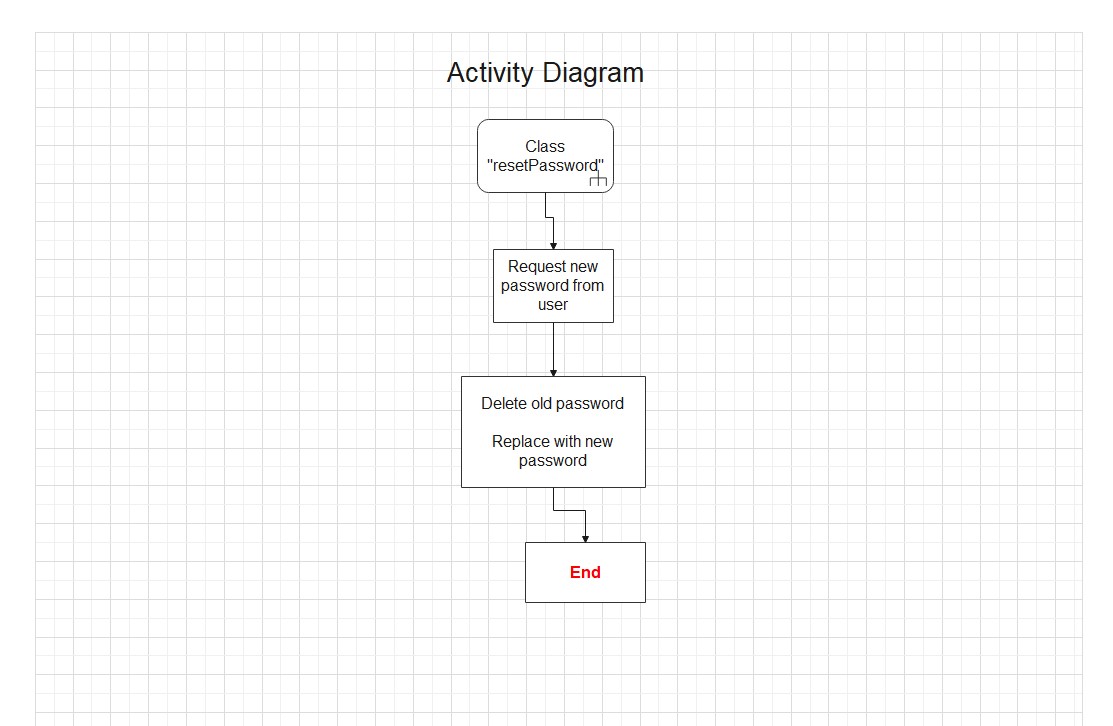 Activity Diagram
Class
"resetPassword"
Request new
password from
user
Delete old password
Replace with new
password
End